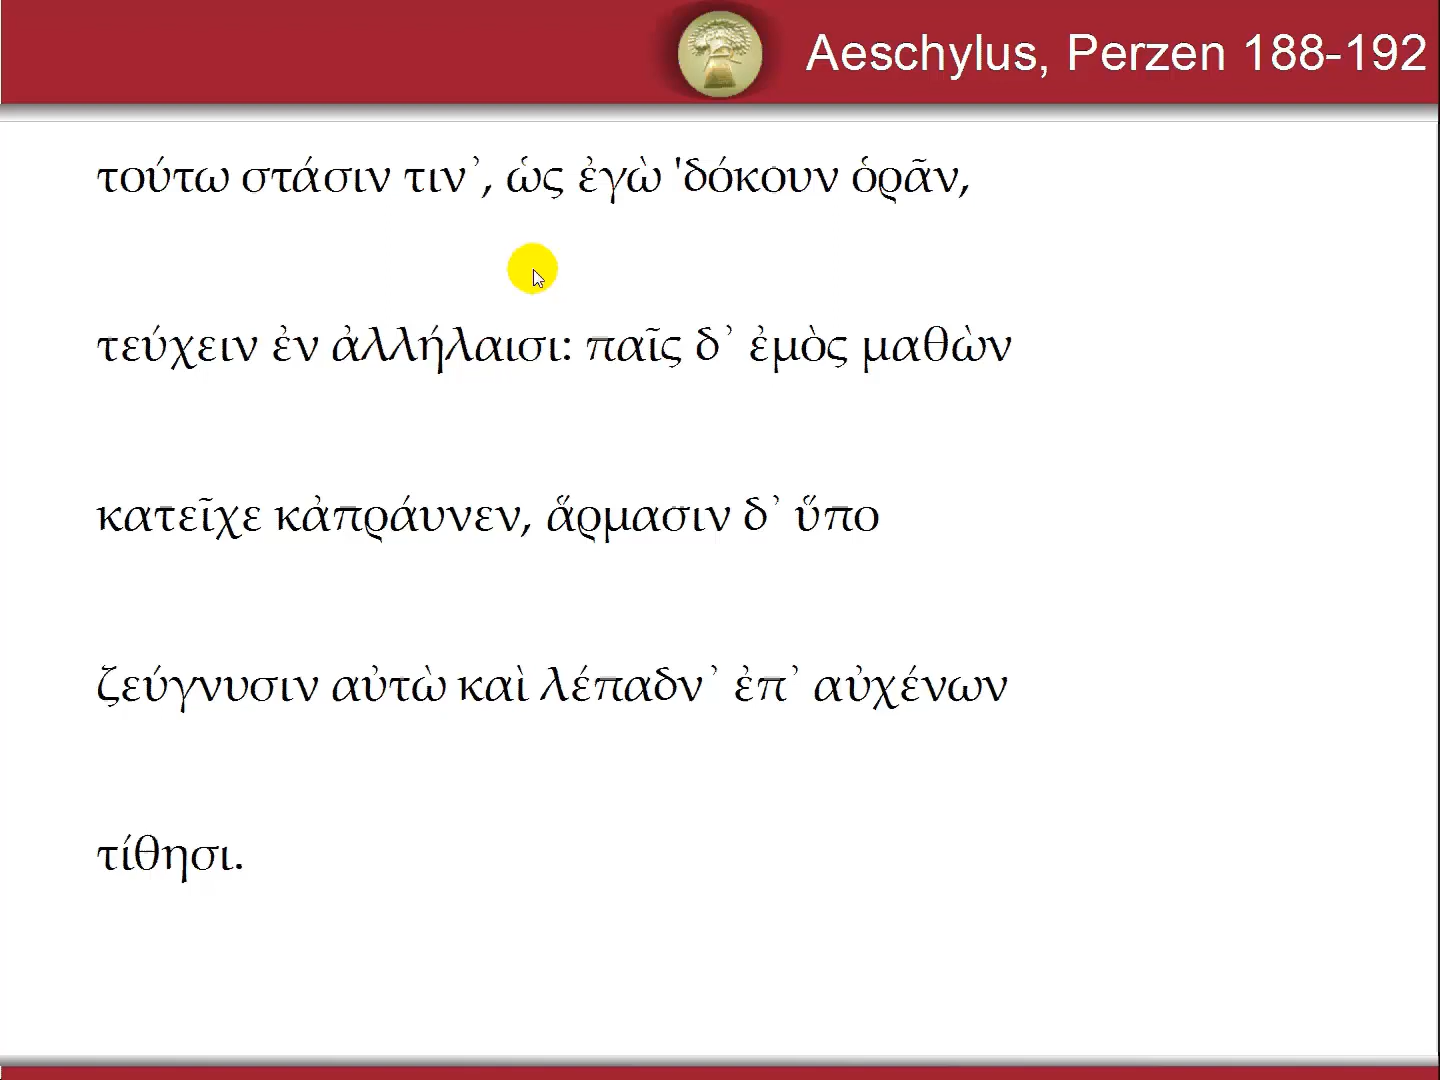 Aeschylus, Perzen 188-192
τούτω στάσιν τιν᾽, ὡς ἐγὼ 'δόκουν ὁρᾶν,
τεύχειν ἐν ἀλλήλαισι: παῖς δ᾽ ἐμὸς μαθὼν
κατεῖχε κἀπράυνεν, ἅρμασιν δ᾽ ὕπο
ζεύγνυσιν αὐτὼ καὶ λέπαδν᾽ ἐπ᾽ αὐχένων
τίθησι.